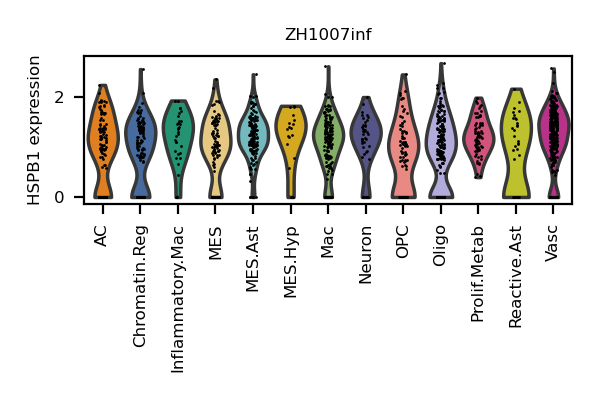 ZH1007inf
HSPB1 expression
2
0
AC
Chromatin.Reg
Inflammatory.Mac
MES
MES.Ast
MES.Hyp
Mac
Neuron
OPC
Oligo
Prolif.Metab
Reactive.Ast
Vasc